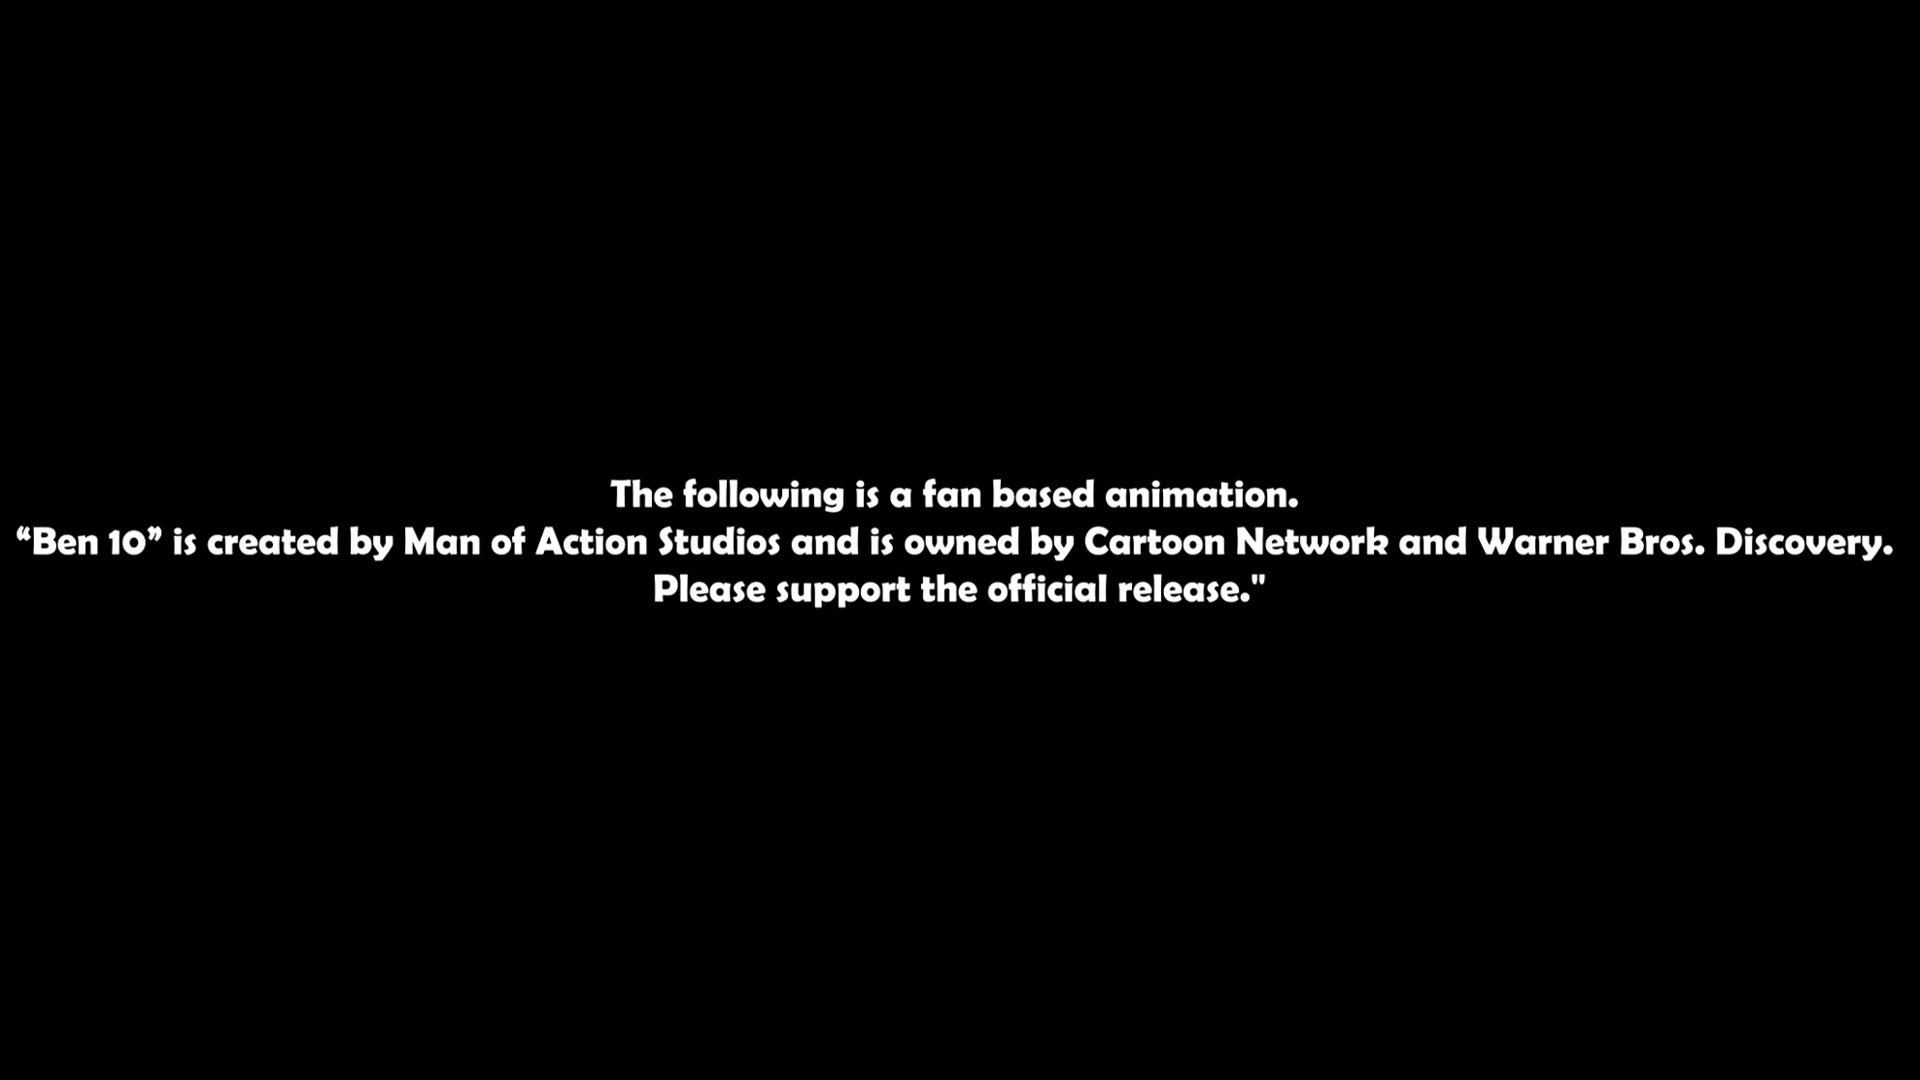 The following is a fan based animation.
“Ben 10” is created by Man of Action Studios and is owned by Cartoon Network and Warner Bros. Discovery.
Please support the official release."